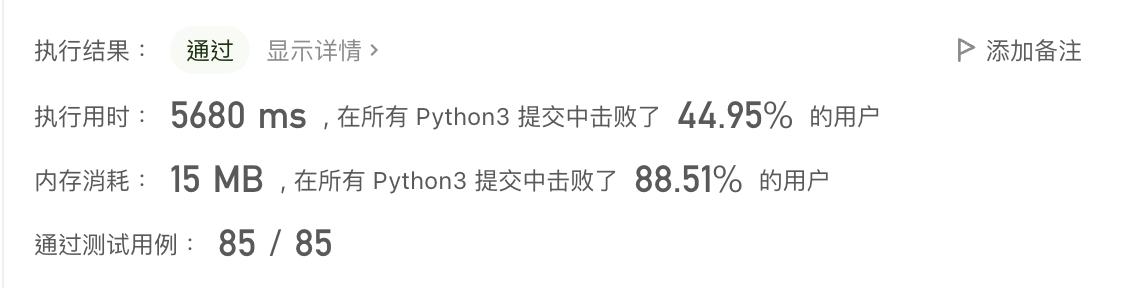 执行结果： 通过 显示详情 > 添加备注
执行用时： 5680 ms , 在所有 Python3 提交中击败了 44.95% 的用户
内存消耗： 15 MB , 在所有 Python3 提交中击败了 88.51% 的用户
通过测试用例： 85 / 85